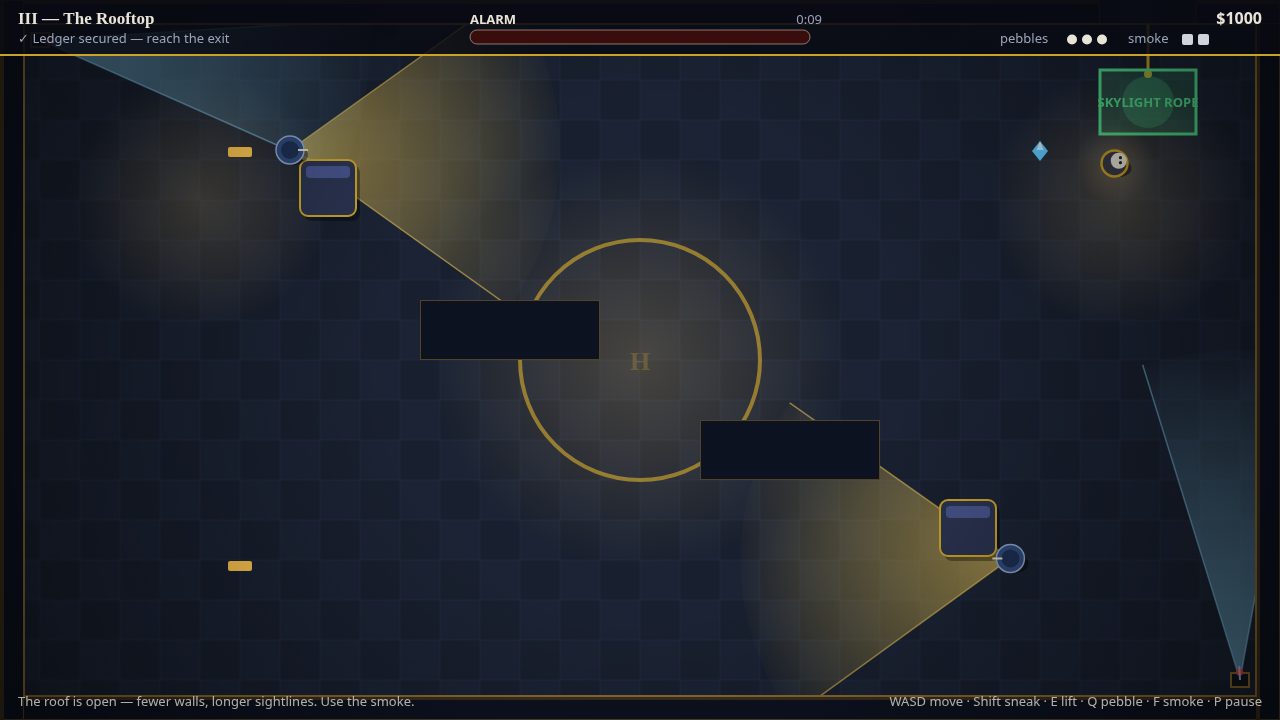 III — The Rooftop
✓ Ledger secured — reach the exit
ALARM
0:09
$1000
pebbles
smoke
SKYLIGHT ROPE
H
The roof is open — fewer walls, longer sightlines. Use the smoke.
WASD move · Shift sneak · E lift · Q pebble · F smoke · P pause